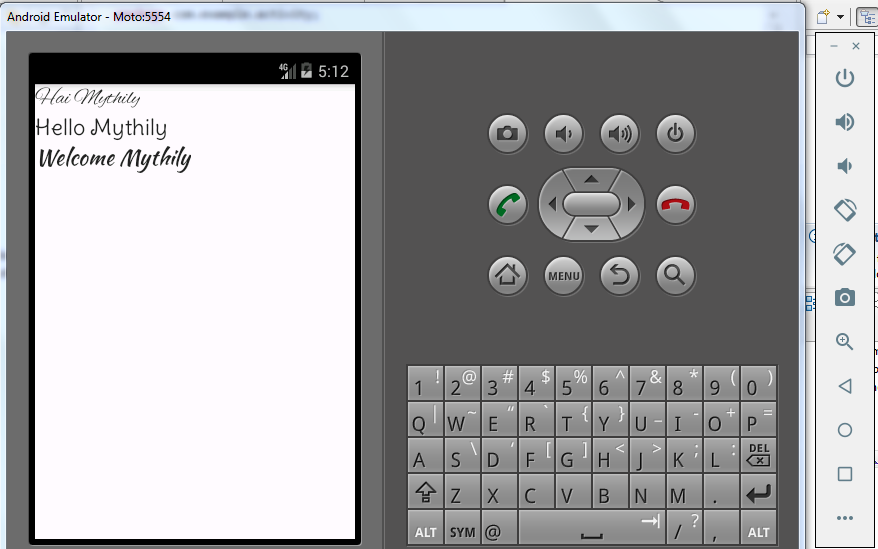 Android Emulator - Moto:5554
4G 5:12
Hai Mythily
Hello Mythily
Welcome Mythily
MENU
1 ! 2 @ 3 # 4 $ 5 % 6 ^ 7 & 8 * 9 ( 0 )
Q | W ~ E “ R ` T { Y } U _ I - O + P =
A S \ D ‘ F [ G ] H < J > K ; L : DEL
Z X C V B N M .
ALT SYM @ / ? , ALT